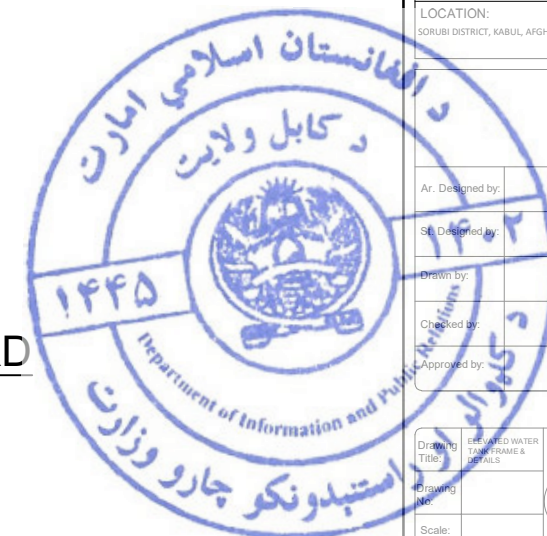 LOCATION:
SORUBI DISTRICT, KABUL, AFGH
د افغانستان اسلامي امارت
د کابل ولایت
Ar. Designed by:
St. Designed by:
۱۴۰۲
۱۴۴۵
Drawn by:
Checked by:
Approved by:
Department of Information and Public Relations
Drawing Title:
ELEVATED WATER
TANK FRAME &
DETAILS
Drawing No:
Scale: